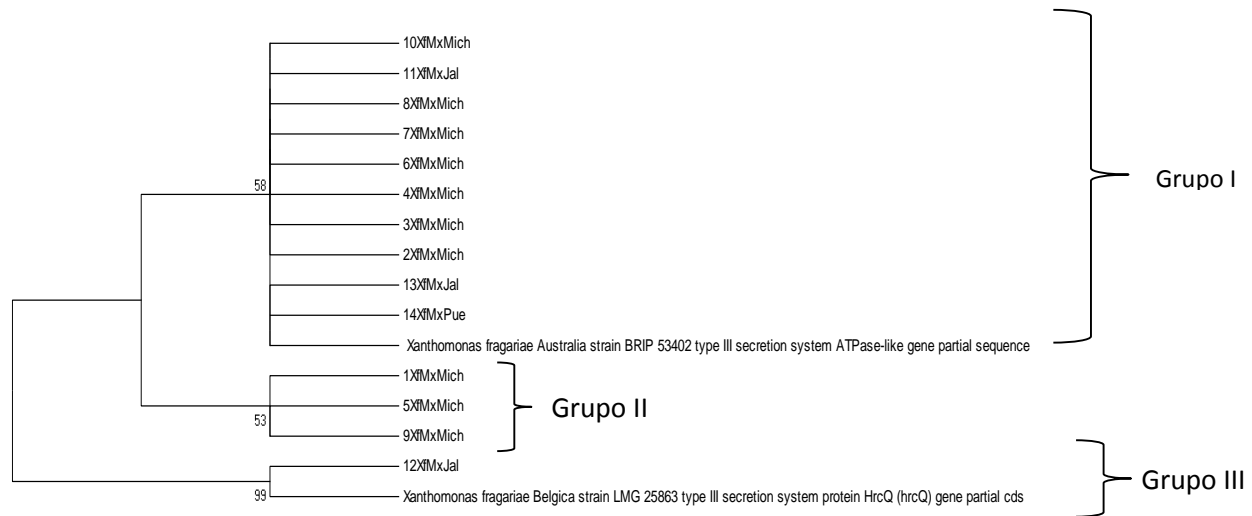 10XfMxMich
11XfMxJal
8XfMxMich
7XfMxMich
6XfMxMich
58
4XfMxMich
3XfMxMich
2XfMxMich
13XfMxJal
14XfMxPue
Xanthomonas fragariae Australia strain BRIP 53402 type III secretion system ATPase-like gene partial sequence
Grupo I
1XfMxMich
5XfMxMich
53
9XfMxMich
Grupo II
12XfMxJal
99
Xanthomonas fragariae Belgica strain LMG 25863 type III secretion system protein HrcQ (hrcQ) gene partial cds
Grupo III